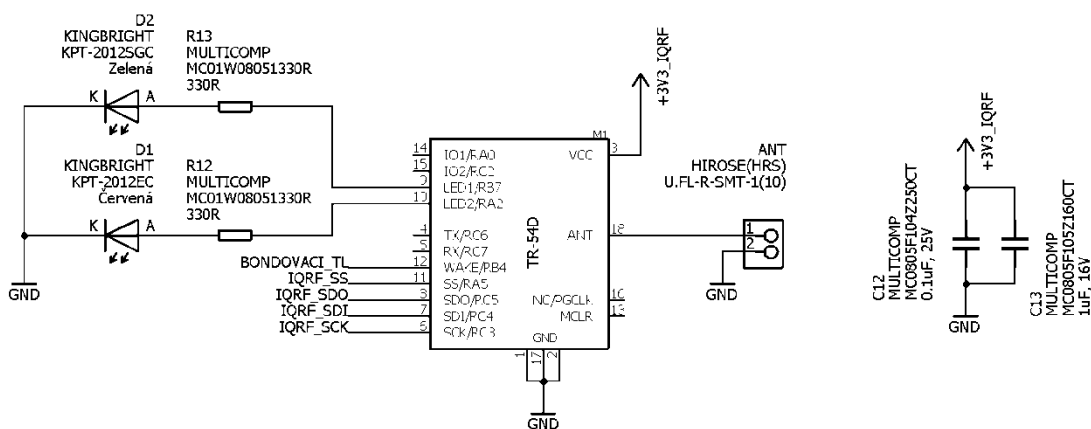 D2
KINGBRIGHT
KPT-2012SGC
Zelená
R13
MULTICOMP
MC01W08051330R
330R
K
A
D1
KINGBRIGHT
KPT-2012EC
Červená
R12
MULTICOMP
MC01W08051330R
330R
K
A
GND
BONDOVACI_TL
IQRF_SS
IQRF_SDO
IQRF_SDI
IQRF_SCK
M1
TR-54D
14 IO1/RA0
15 IO2/RC2
9 LED1/RB7
10 LED2/RA2
4 TX/RC6
5 RX/RC7
12 WAKE/RB4
11 SS/RA5
8 SDO/RC5
7 SDI/RC4
6 SCK/RC3
VCC 3
ANT 18
NC/PGCLK 16
MCLR 13
GND
1 17 2
GND
+3V3_IQRF
ANT
HIROSE(HRS)
U.FL-R-SMT-1(10)
1
2
GND
+3V3_IQRF
C12
MULTICOMP
MC0805F104Z250CT
0.1uF, 25V
C13
MULTICOMP
MC0805F105Z160CT
1uF, 16V
GND